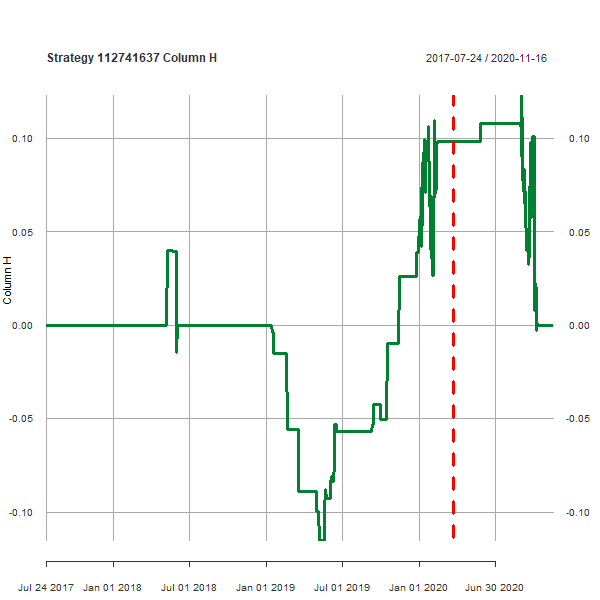 Strategy 112741637 Column H
2017-07-24 / 2020-11-16
0.10
0.05
0.00
-0.05
-0.10
Column H
0.10
0.05
0.00
-0.05
-0.10
Jul 24 2017
Jan 01 2018
Jul 01 2018
Jan 01 2019
Jul 01 2019
Jan 01 2020
Jun 30 2020